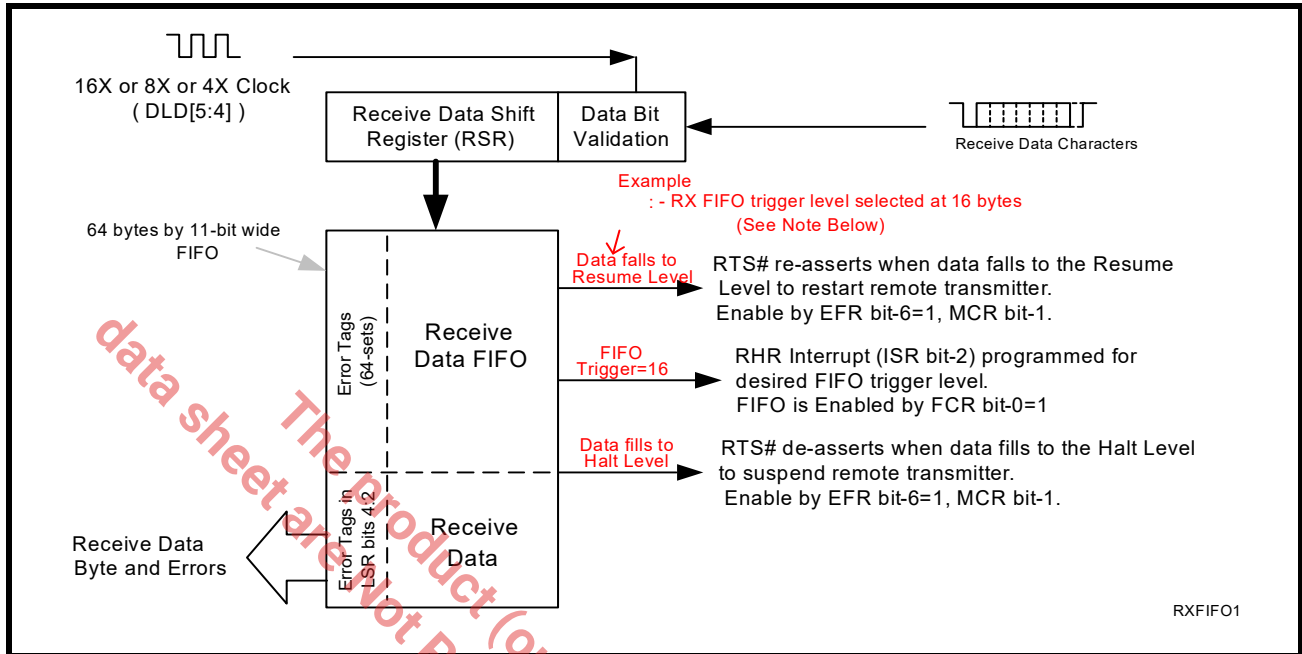 16X or 8X or 4X Clock
( DLD[5:4] )
Receive Data Shift
Register (RSR)
Data Bit
Validation
Receive Data Characters
Example
: - RX FIFO trigger level selected at 16 bytes
(See Note Below)
64 bytes by 11-bit wide
FIFO
Data falls to
Resume Level
RTS# re-asserts when data falls to the Resume
Level to restart remote transmitter.
Enable by EFR bit-6=1, MCR bit-1.
Error Tags
(64-sets)
Receive
Data FIFO
FIFO
Trigger=16
RHR Interrupt (ISR bit-2) programmed for
desired FIFO trigger level.
FIFO is Enabled by FCR bit-0=1
Data fills to
Halt Level
RTS# de-asserts when data fills to the Halt Level
to suspend remote transmitter.
Enable by EFR bit-6=1, MCR bit-1.
Error Tags in
LSR bits 4:2
Receive
Data
Receive Data
Byte and Errors
RXFIFO1
The product (or
data sheet are Not